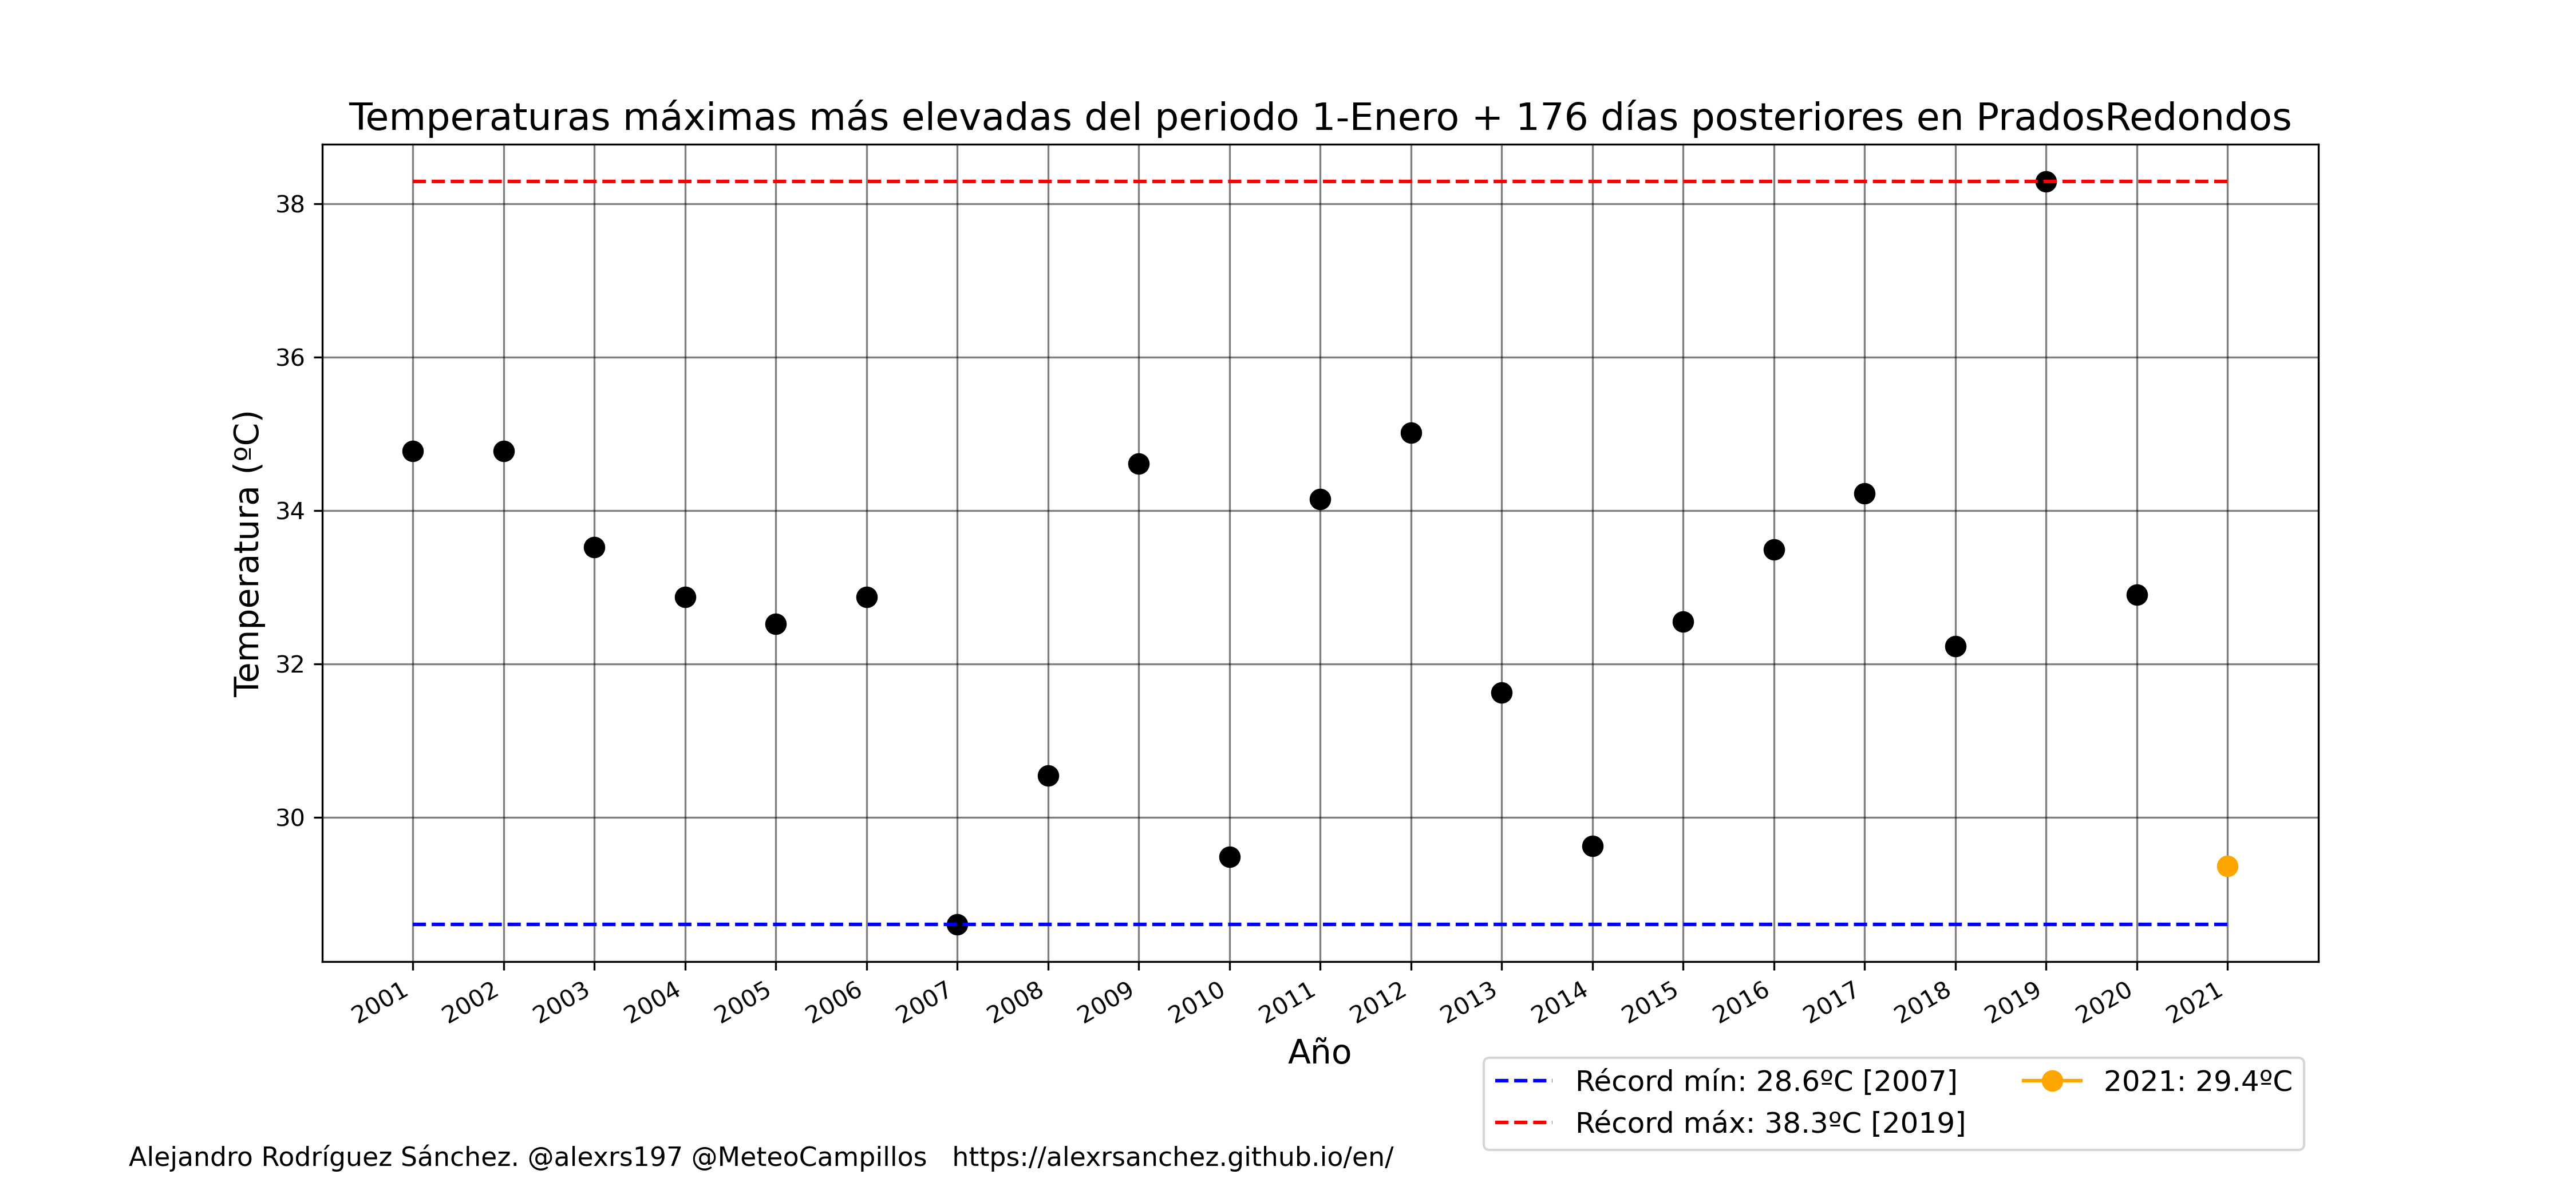 Temperaturas máximas más elevadas del periodo 1-Enero + 176 días posteriores en PradosRedondos
38
36
34
32
30
Temperatura (ºC)
2001 2002 2003 2004 2005 2006 2007 2008 2009 2010 2011 2012 2013 2014 2015 2016 2017 2018 2019 2020 2021
Año
Récord mín: 28.6ºC [2007]
Récord máx: 38.3ºC [2019]
2021: 29.4ºC
Alejandro Rodríguez Sánchez. @alexrs197 @MeteoCampillos https://alexrsanchez.github.io/en/